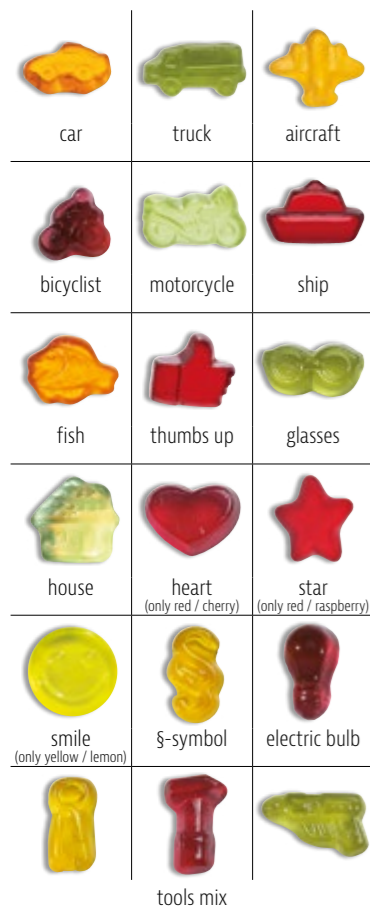 car
truck
aircraft
bicyclist
motorcycle
ship
fish
thumbs up
glasses
house
heart
(only red / cherry)
star
(only red / raspberry)
smile
(only yellow / lemon)
§-symbol
electric bulb
tools mix